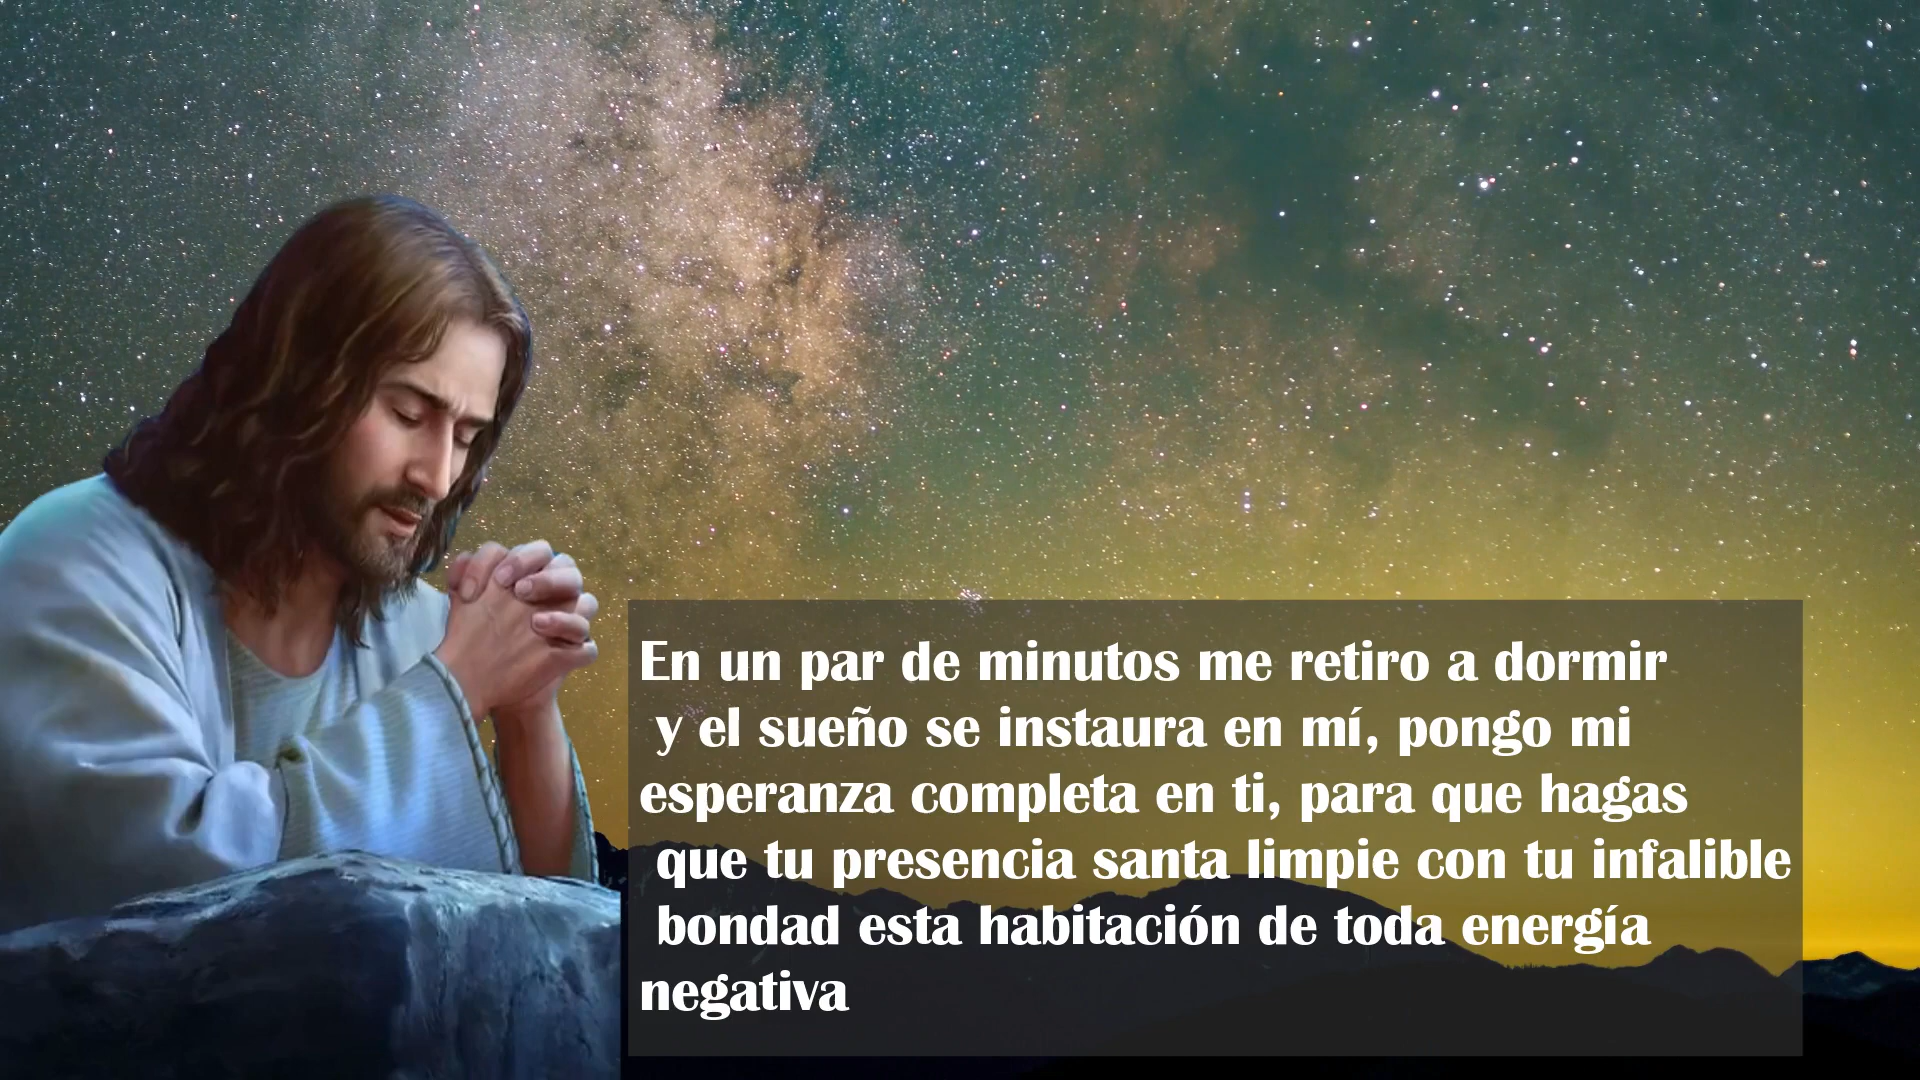 En un par de minutos me retiro a dormir
y el sueño se instaura en mí, pongo mi
esperanza completa en ti, para que hagas
que tu presencia santa limpie con tu infalible
bondad esta habitación de toda energía
negativa